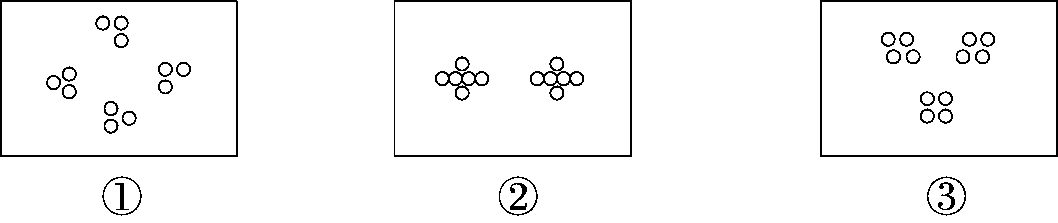 ① ② ③